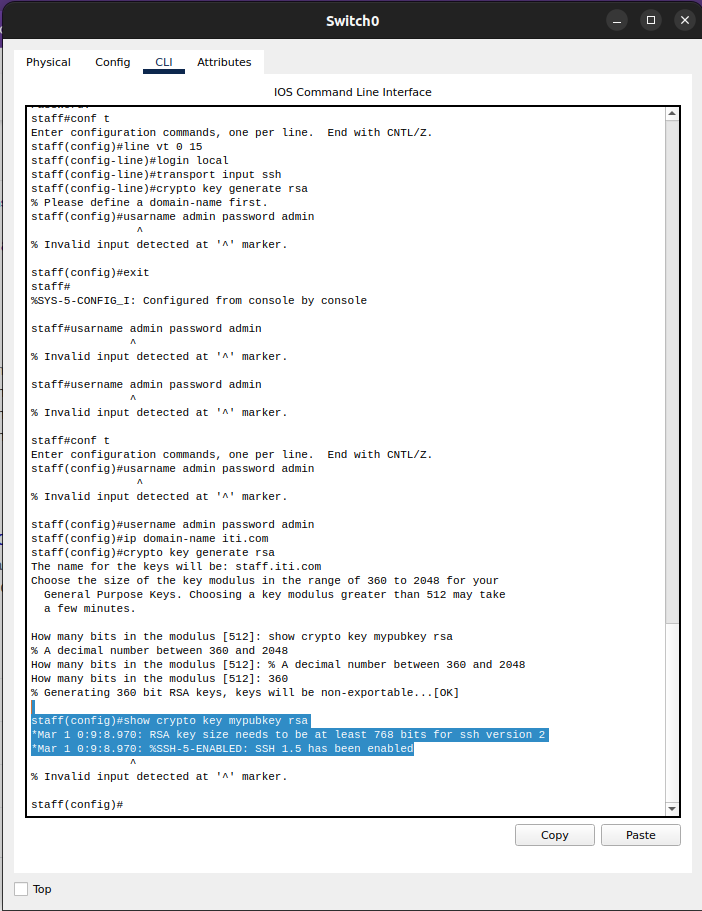 Switch0
Physical Config CLI Attributes
IOS Command Line Interface
staff#conf t
Enter configuration commands, one per line.  End with CNTL/Z.
staff(config)#line vt 0 15
staff(config-line)#login local
staff(config-line)#transport input ssh
staff(config-line)#crypto key generate rsa
% Please define a domain-name first.
staff(config)#usarname admin password admin
^
% Invalid input detected at '^' marker.
staff(config)#exit
staff#
%SYS-5-CONFIG_I: Configured from console by console
staff#usarname admin password admin
^
% Invalid input detected at '^' marker.
staff#username admin password admin
^
% Invalid input detected at '^' marker.
staff#conf t
Enter configuration commands, one per line.  End with CNTL/Z.
staff(config)#usarname admin password admin
^
% Invalid input detected at '^' marker.
staff(config)#username admin password admin
staff(config)#ip domain-name iti.com
staff(config)#crypto key generate rsa
The name for the keys will be: staff.iti.com
Choose the size of the key modulus in the range of 360 to 2048 for your
General Purpose Keys. Choosing a key modulus greater than 512 may take
a few minutes.
How many bits in the modulus [512]: show crypto key mypubkey rsa
% A decimal number between 360 and 2048
How many bits in the modulus [512]: % A decimal number between 360 and 2048
How many bits in the modulus [512]: 360
% Generating 360 bit RSA keys, keys will be non-exportable...[OK]
staff(config)#show crypto key mypubkey rsa
*Mar 1 0:9:8.970: RSA key size needs to be at least 768 bits for ssh version 2
*Mar 1 0:9:8.970: %SSH-5-ENABLED: SSH 1.5 has been enabled
^
% Invalid input detected at '^' marker.
staff(config)#
Copy Paste
Top